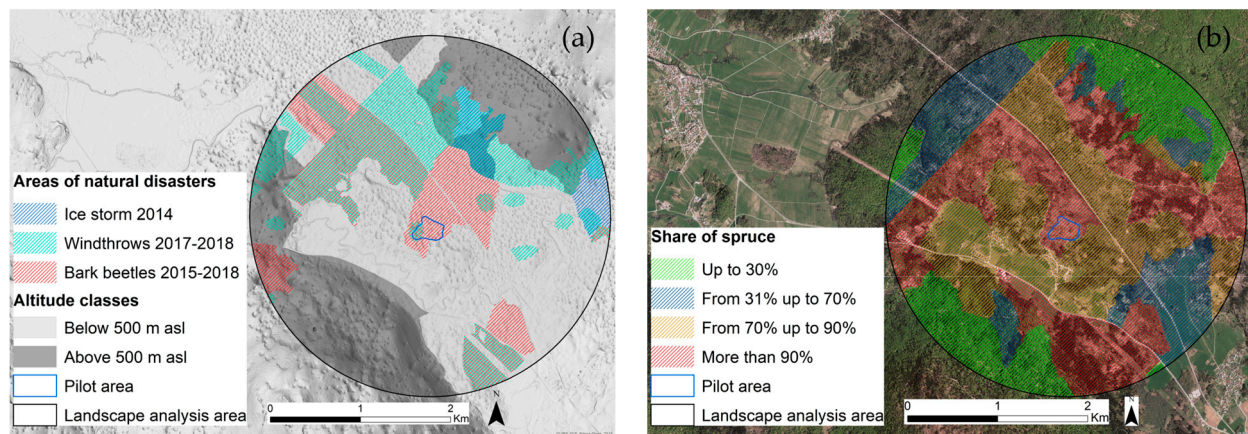 (a)
Areas of natural disasters
Ice storm 2014
Windthrows 2017-2018
Bark beetles 2015-2018
Altitude classes
Below 500 m asl
Above 500 m asl
Pilot area
Landscape analysis area
0 1 2
Km
N
(b)
Share of spruce
Up to 30%
From 31% up to 70%
From 70% up to 90%
More than 90%
Pilot area
Landscape analysis area
0 1 2
Km
N